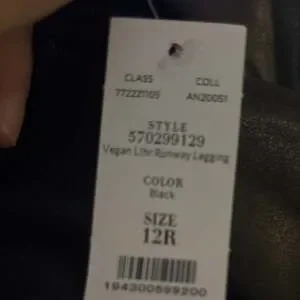 CLASS COLL
772221105 AN20051
STYLE
570299129
Vegan Lthr Runway Legging
COLOR
Black
SIZE
12R
194300599200